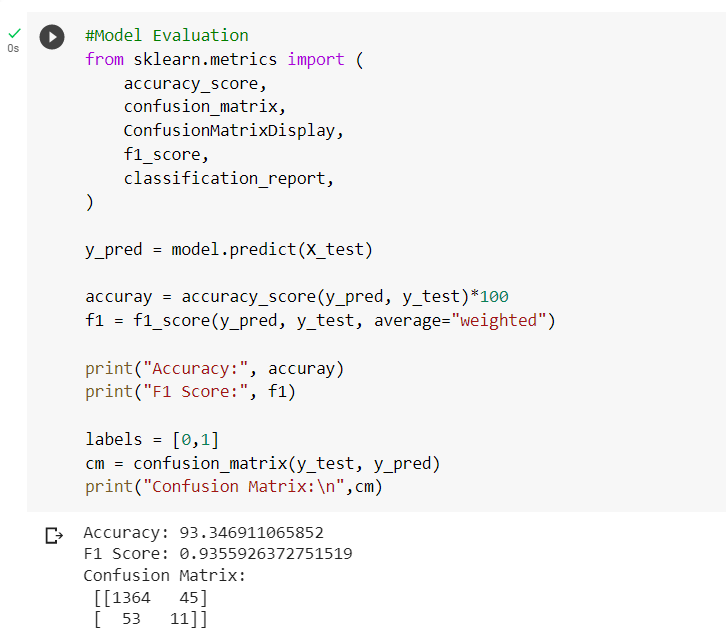 #Model Evaluation
0s
from sklearn.metrics import (
accuracy_score,
confusion_matrix,
ConfusionMatrixDisplay,
f1_score,
classification_report,
)
y_pred = model.predict(X_test)
accuray = accuracy_score(y_pred, y_test)*100
f1 = f1_score(y_pred, y_test, average="weighted")
print("Accuracy:", accuray)
print("F1 Score:", f1)
labels = [0,1]
cm = confusion_matrix(y_test, y_pred)
print("Confusion Matrix:\n",cm)
Accuracy: 93.346911065852
F1 Score: 0.9355926372751519
Confusion Matrix:
[[1364 45]
[ 53 11]]